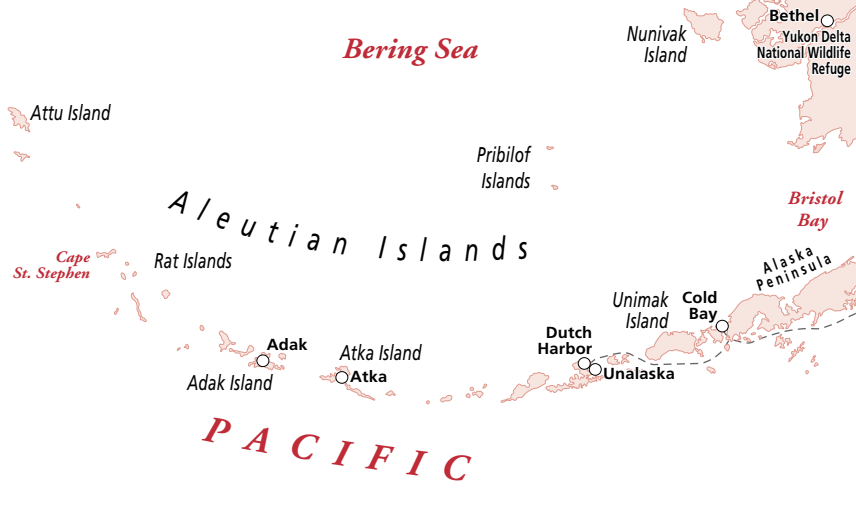 Bethel
Yukon Delta
National Wildlife
Refuge
Nunivak
Island
Bering Sea
Attu Island
Pribilof
Islands
Bristol
Bay
Aleutian Islands
Cape
St. Stephen
Rat Islands
Alaska
Peninsula
Unimak
Island
Cold
Bay
Dutch
Harbor
Adak
Atka Island
Unalaska
Atka
Adak Island
PACIFIC